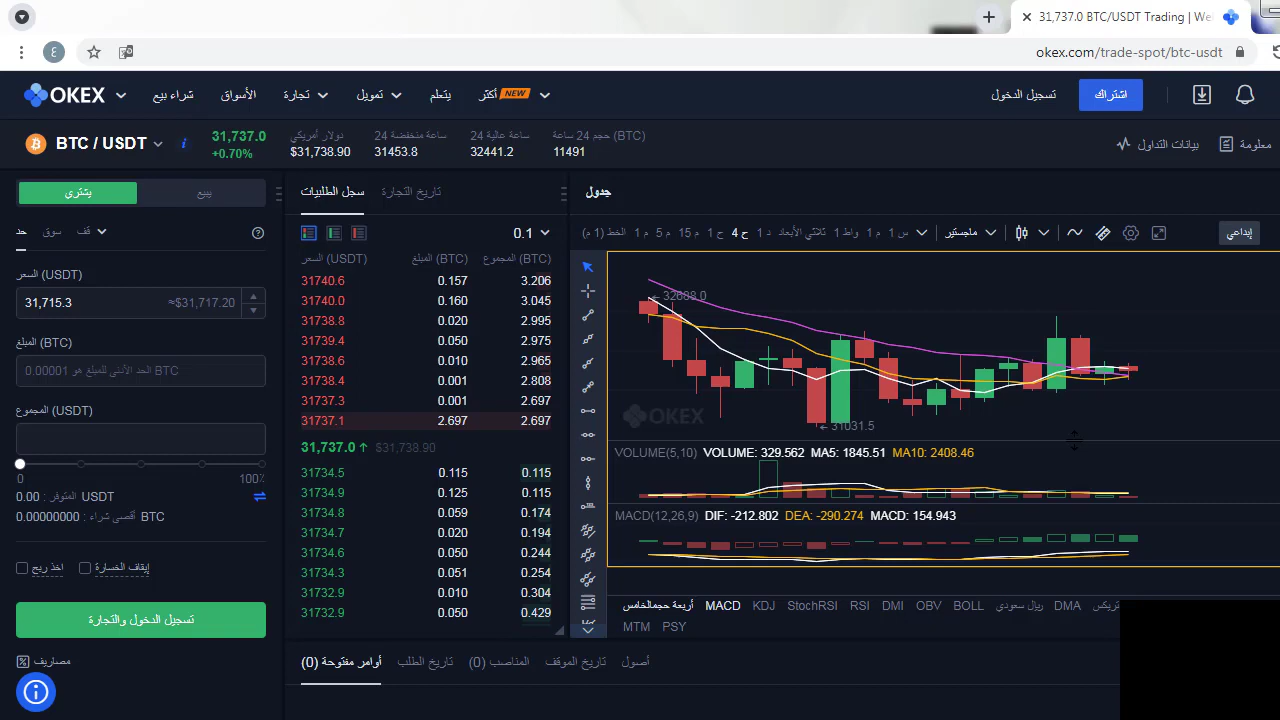 31,737.0 BTC/USDT Trading | We
okex.com/trade-spot/btc-usdt
ع
OKEX
شراء بيع
الأسواق
تجارة
تمويل
يتعلم
أكثر NEW
تسجيل الدخول
اشتراك
BTC / USDT
31,737.0
+0.70%
دولار أمريكي
$31,738.90
24 ساعة منخفضة
31453.8
24 ساعة عالية
32441.2
حجم 24 ساعة (BTC)
11491
بيانات التداول
معلومة
يشتري
يبيع
حد
سوق
قف
السعر (USDT)
31,715.3
≈$31,717.20
المبلغ (BTC)
الحد الأدنى للمبلغ هو 0.00001 BTC
المجموع (USDT)
0
100٪
المتوفر: 0.00 USDT
أقصى شراء: 0.00000000 BTC
اخذ ربح
إيقاف الخسارة
تسجيل الدخول والتجارة
مصاريف
سجل الطلبيات
تاريخ التجارة
0.1
السعر (USDT)
المبلغ (BTC)
المجموع (BTC)
31740.6 0.157 3.206
31740.0 0.160 3.045
31738.8 0.020 2.995
31739.4 0.050 2.975
31738.6 0.010 2.965
31738.4 0.001 2.808
31737.3 0.001 2.697
31737.1 2.697 2.697
31,737.0 $31,738.90
31734.5 0.115 0.115
31734.9 0.125 0.115
31734.8 0.059 0.174
31734.7 0.020 0.194
31734.6 0.050 0.244
31734.3 0.051 0.254
31732.9 0.010 0.304
31732.9 0.050 0.429
جدول
الخط (1 م)
1 م
5 م
15 م
1 ح
4 ح
1 د
ثلاثي الأبعاد
1 واط
1 م
1 س
ماجستير
إبداعي
32688.0
31031.5
OKEX
VOLUME(5,10) VOLUME: 329.562 MA5: 1845.51 MA10: 2408.46
MACD(12,26,9) DIF: -212.802 DEA: -290.274 MACD: 154.943
MACD KDJ StochRSI RSI DMI OBV BOLL ريال سعودي DMA
MTM PSY
أوامر مفتوحة (0)
تاريخ الطلب
المناصب (0)
تاريخ الموقف
أصول